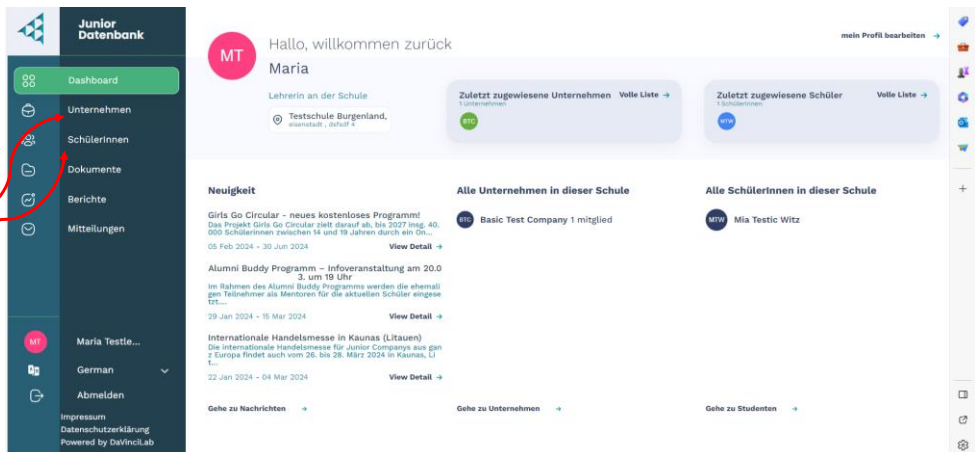 Junior
Datenbank
Dashboard
Unternehmen
SchülerInnen
Dokumente
Berichte
Mitteilungen
MT
Maria Testle...
German
Abmelden
Impressum
Datenschutzerklärung
Powered by DaVinciLab
mein Profil bearbeiten
MT
Hallo, willkommen zurück
Maria
Lehrerin an der Schule
Testschule Burgenland,
eisenstadt , dsfsdf 4
Zuletzt zugewiesene Unternehmen Volle Liste
1 Unternehmen
BTC
Zuletzt zugewiesene Schüler Volle Liste
1 SchülerInnen
MTW
Neuigkeit
Girls Go Circular - neues kostenloses Programm!
Das Projekt Girls Go Circular zielt darauf ab, bis 2027 insg. 40.
000 Schülerinnen zwischen 14 und 19 Jahren durch ein On...
05 Feb 2024 - 30 Jun 2024 View Detail
Alumni Buddy Programm – Infoveranstaltung am 20.0
3. um 19 Uhr
Im Rahmen des Alumni Buddy Programms werden die ehemali
gen Teilnehmer als Mentoren für die aktuellen Schüler eingese
tzt....
29 Jan 2024 - 15 Mar 2024 View Detail
Internationale Handelsmesse in Kaunas (Litauen)
Die internationale Handelsmesse für Junior Companys aus gan
z Europa findet auch vom 26. bis 28. März 2024 in Kaunas, Li
t...
22 Jan 2024 - 04 Mar 2024 View Detail
Gehe zu Nachrichten
Alle Unternehmen in dieser Schule
BTC Basic Test Company 1 mitglied
Gehe zu Unternehmen
Alle SchülerInnen in dieser Schule
MTW Mia Testic Witz
Gehe zu Studenten